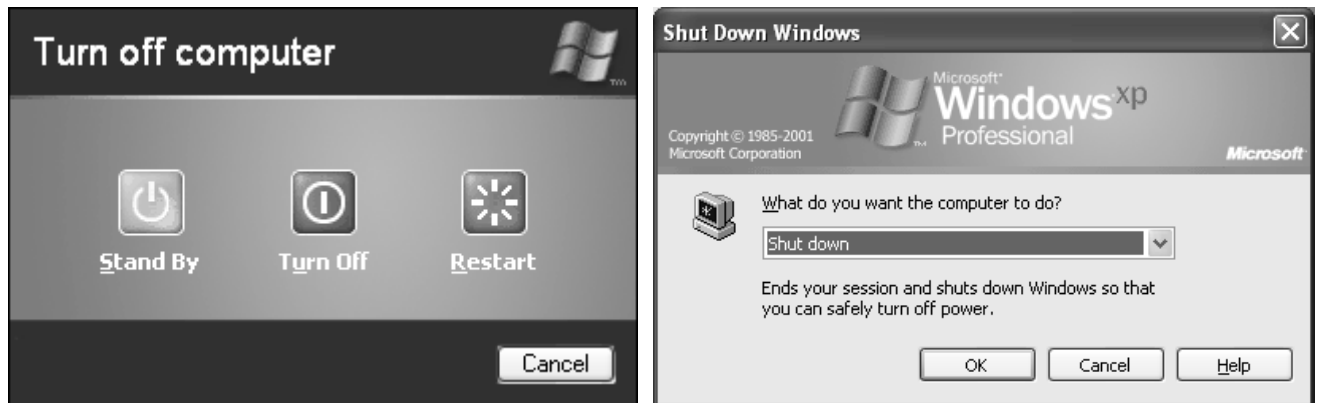 Turn off computer
TM
Stand By
Turn Off
Restart
Cancel
Shut Down Windows
Microsoft®
Windows xp
TM
Professional
Copyright © 1985-2001
Microsoft Corporation
Microsoft
What do you want the computer to do?
Shut down
Ends your session and shuts down Windows so that
you can safely turn off power.
OK
Cancel
Help